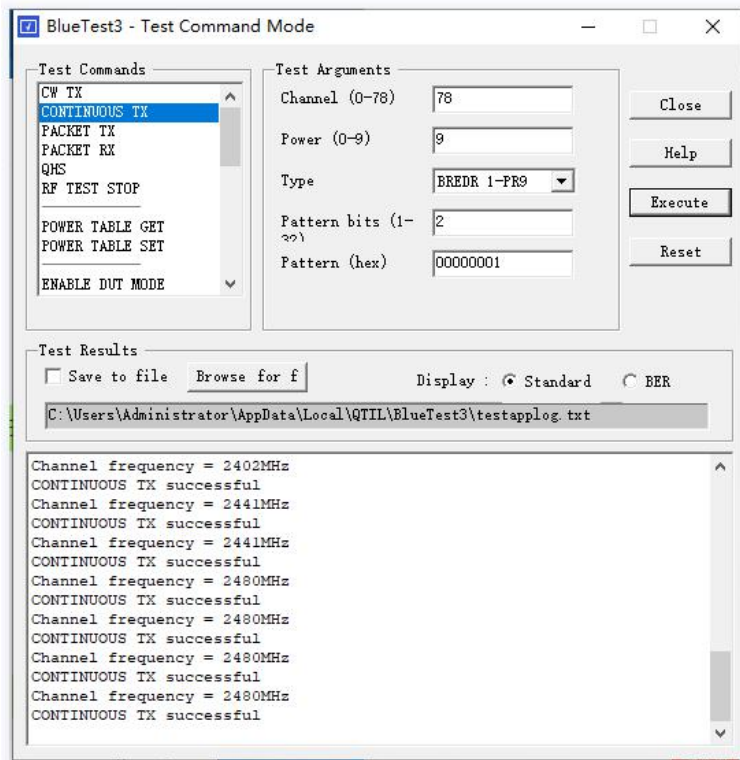 BlueTest3 - Test Command Mode
Test Commands
CW TX
CONTINUOUS TX
PACKET TX
PACKET RX
QHS
RF TEST STOP
POWER TABLE GET
POWER TABLE SET
ENABLE DUT MODE
Test Arguments
Channel (0-78) 78
Power (0-9) 9
Type BREDR 1-PR9
Pattern bits (1-
32) 2
Pattern (hex) 00000001
Close
Help
Execute
Reset
Test Results
Save to file Browse for f Display : Standard BER
C:\Users\Administrator\AppData\Local\QTIL\BlueTest3\testapplog.txt
Channel frequency = 2402MHz
CONTINUOUS TX successful
Channel frequency = 2441MHz
CONTINUOUS TX successful
Channel frequency = 2441MHz
CONTINUOUS TX successful
Channel frequency = 2480MHz
CONTINUOUS TX successful
Channel frequency = 2480MHz
CONTINUOUS TX successful
Channel frequency = 2480MHz
CONTINUOUS TX successful
Channel frequency = 2480MHz
CONTINUOUS TX successful